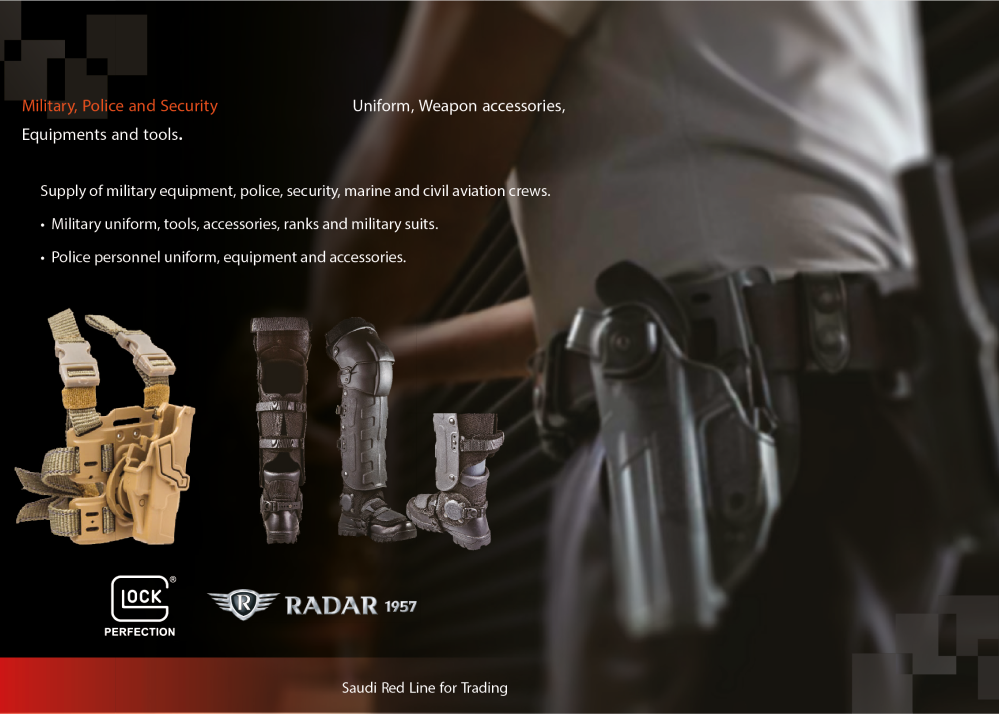 Military, Police and Security Uniform, Weapon accessories,
Equipments and tools.
Supply of military equipment, police, security, marine and civil aviation crews.
• Military uniform, tools, accessories, ranks and military suits.
• Police personnel uniform, equipment and accessories.
GLOCK®
PERFECTION
R RADAR 1957
Saudi Red Line for Trading